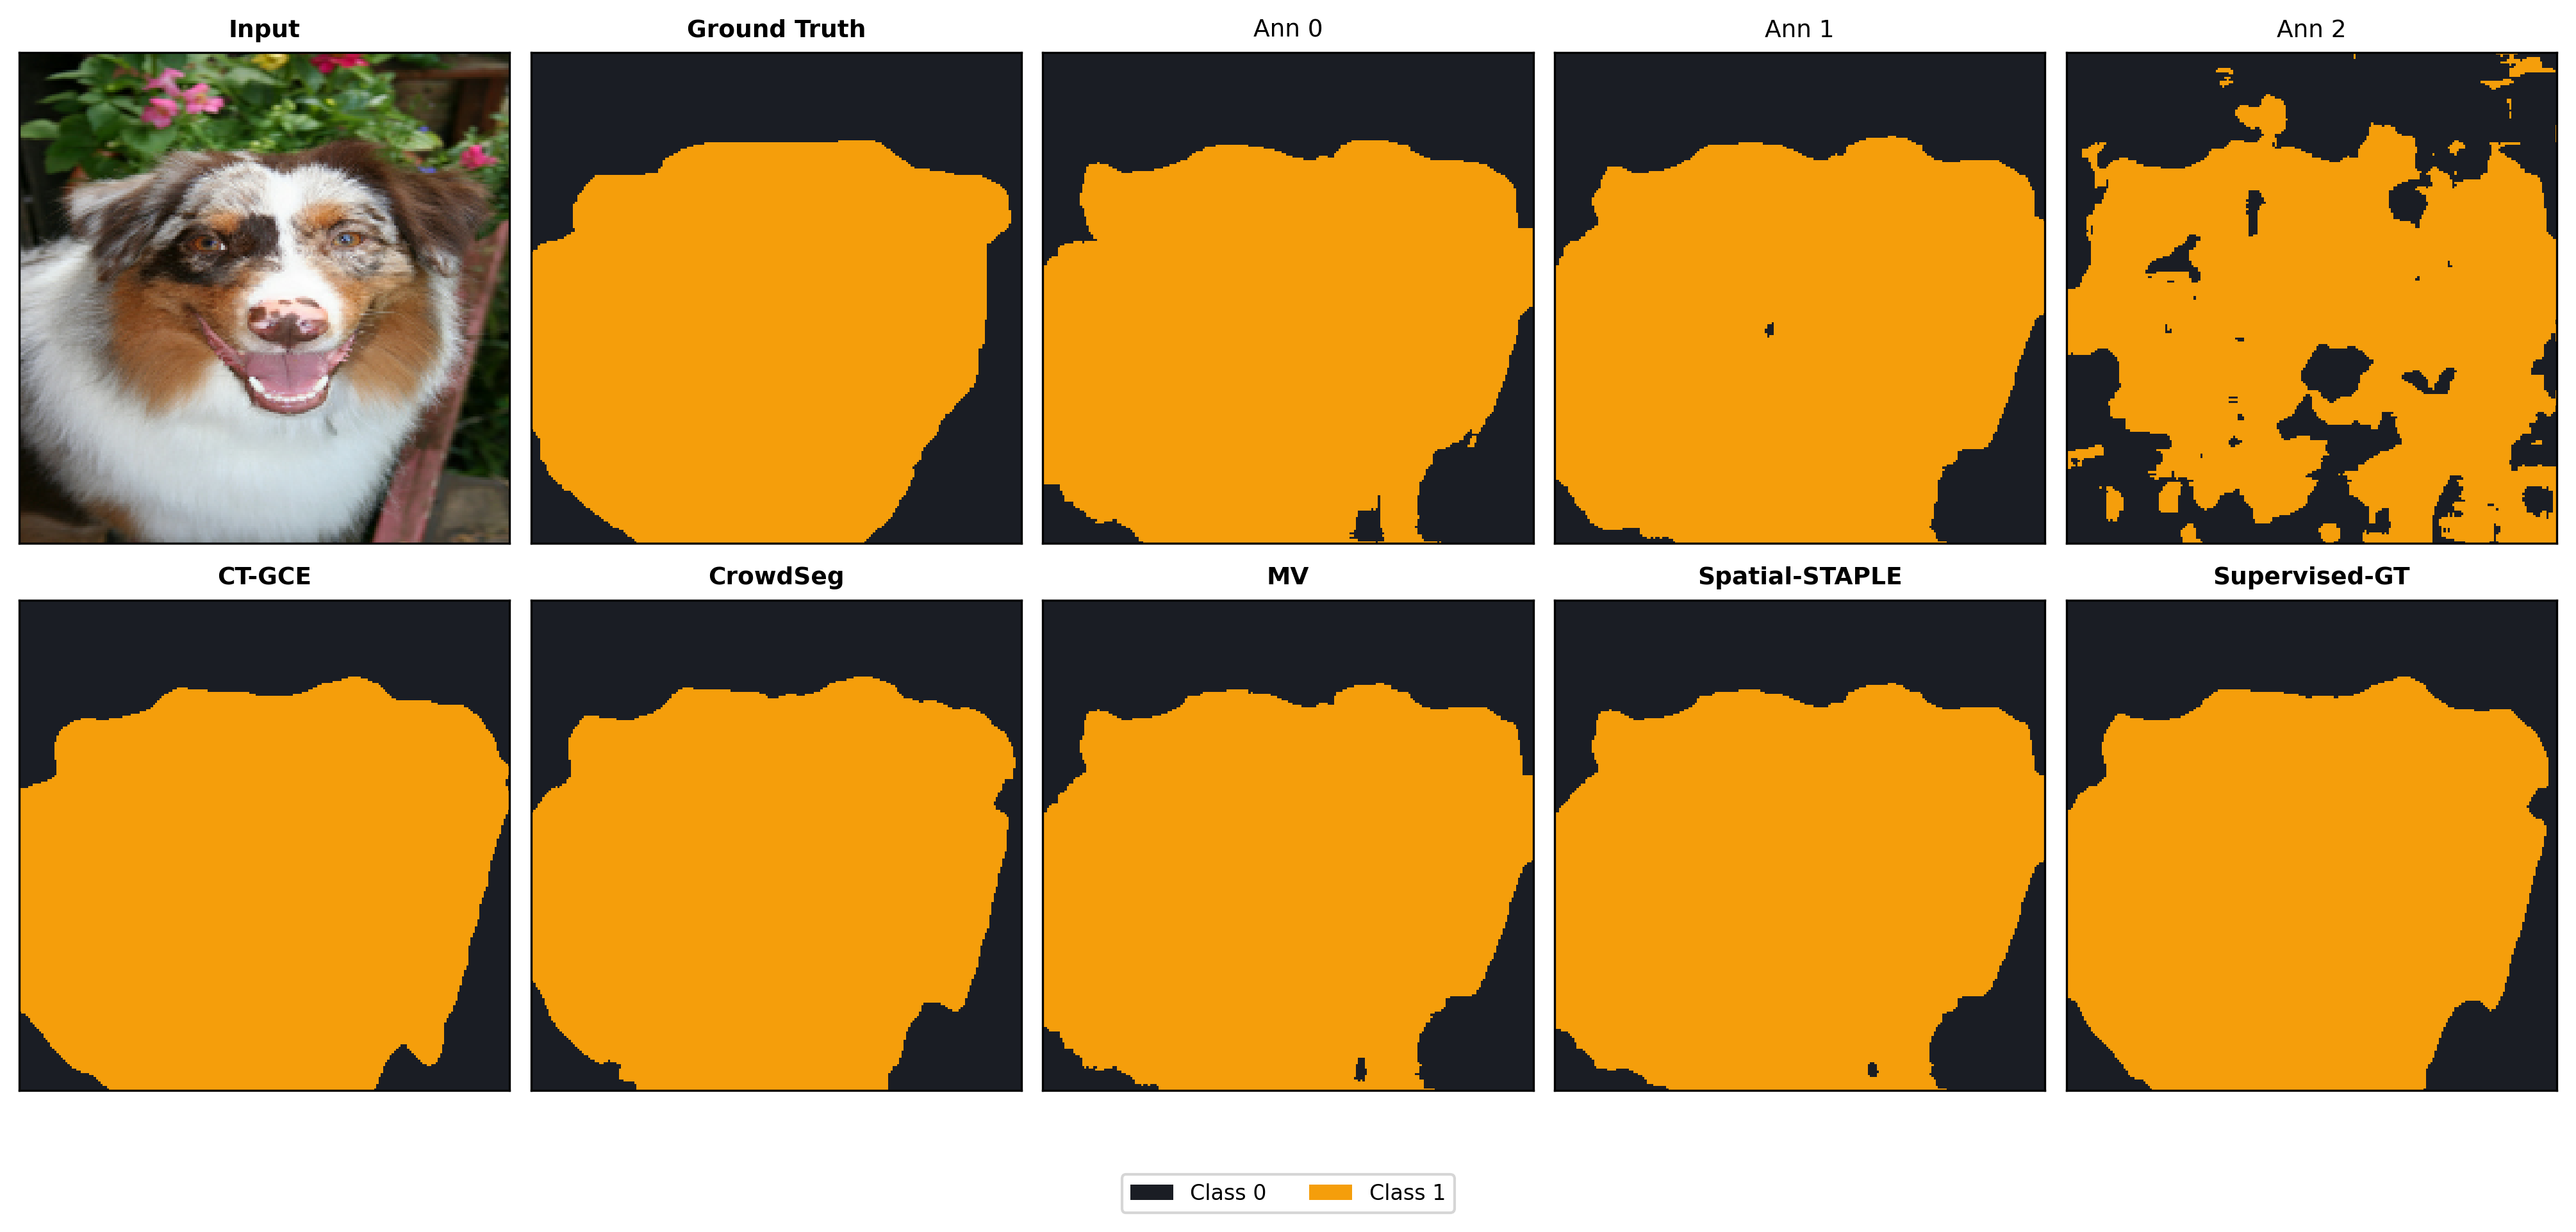 Input
Ground Truth
Ann 0
Ann 1
Ann 2
CT-GCE
CrowdSeg
MV
Spatial-STAPLE
Supervised-GT
Class 0
Class 1